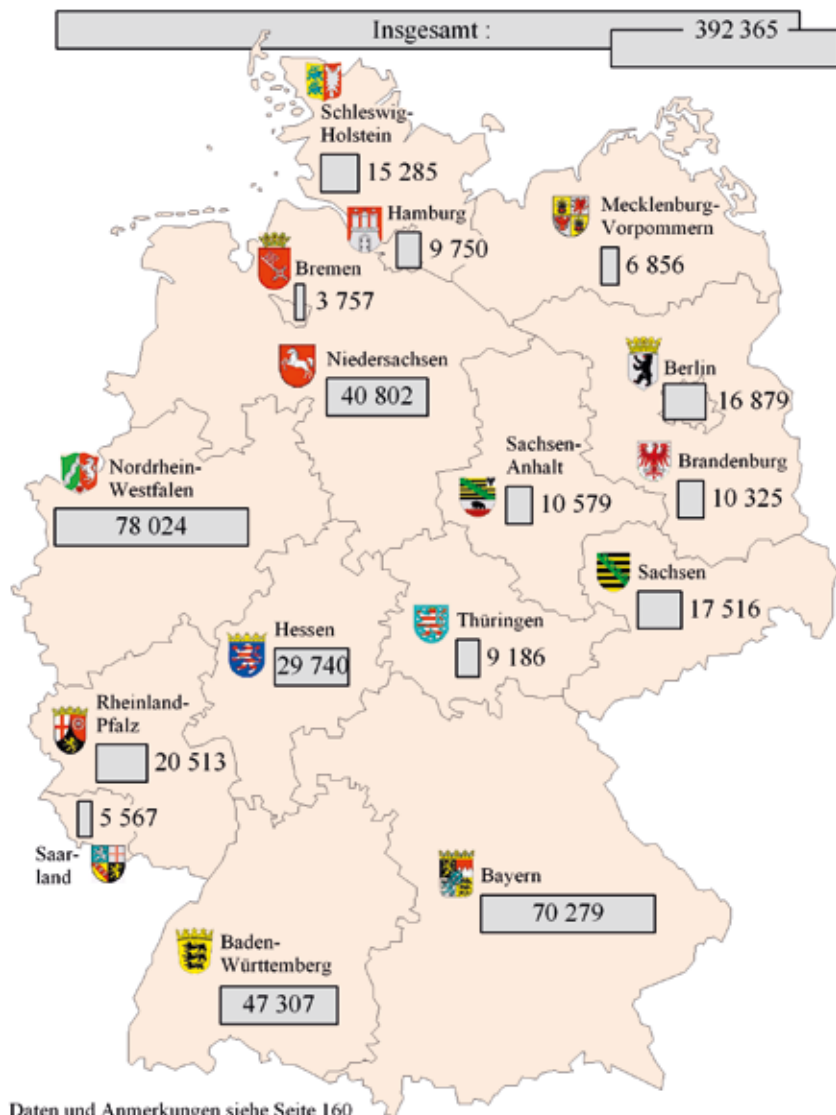 Insgesamt : 392 365
Schleswig-
Holstein
15 285
Hamburg
9 750
Mecklenburg-
Vorpommern
6 856
Bremen
3 757
Niedersachsen
40 802
Berlin
16 879
Nordrhein-
Westfalen
78 024
Sachsen-
Anhalt
10 579
Brandenburg
10 325
Sachsen
17 516
Hessen
29 740
Thüringen
9 186
Rheinland-
Pfalz
20 513
5 567
Saar-
land
Bayern
70 279
Baden-
Württemberg
47 307
Daten und Anmerkungen siehe Seite 160